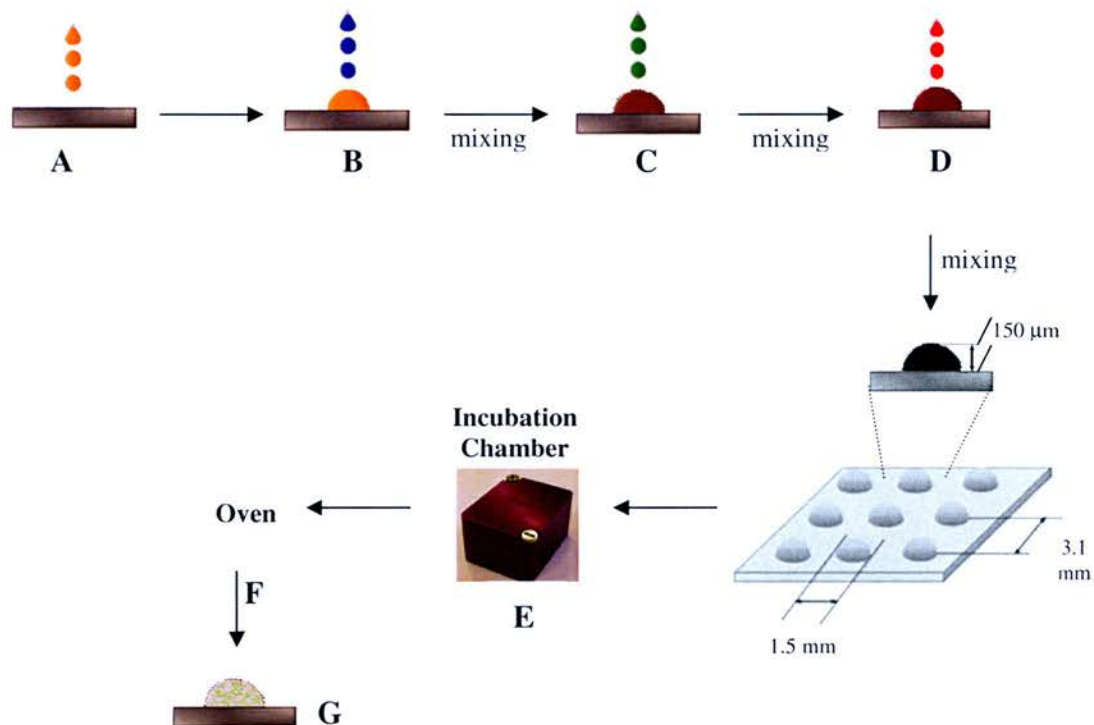 A
B
mixing
C
mixing
D
mixing
150 μm
Incubation
Chamber
Oven
E
3.1
mm
1.5 mm
F
G